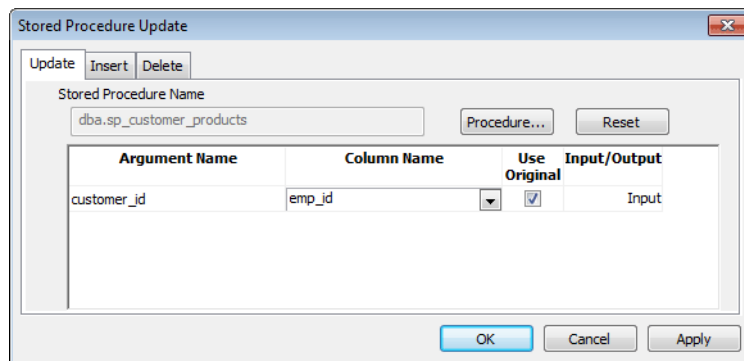 Stored Procedure Update
Update Insert Delete
Stored Procedure Name
dba.sp_customer_products Procedure... Reset
Argument Name Column Name Use Original Input/Output
customer_id emp_id Input
OK Cancel Apply